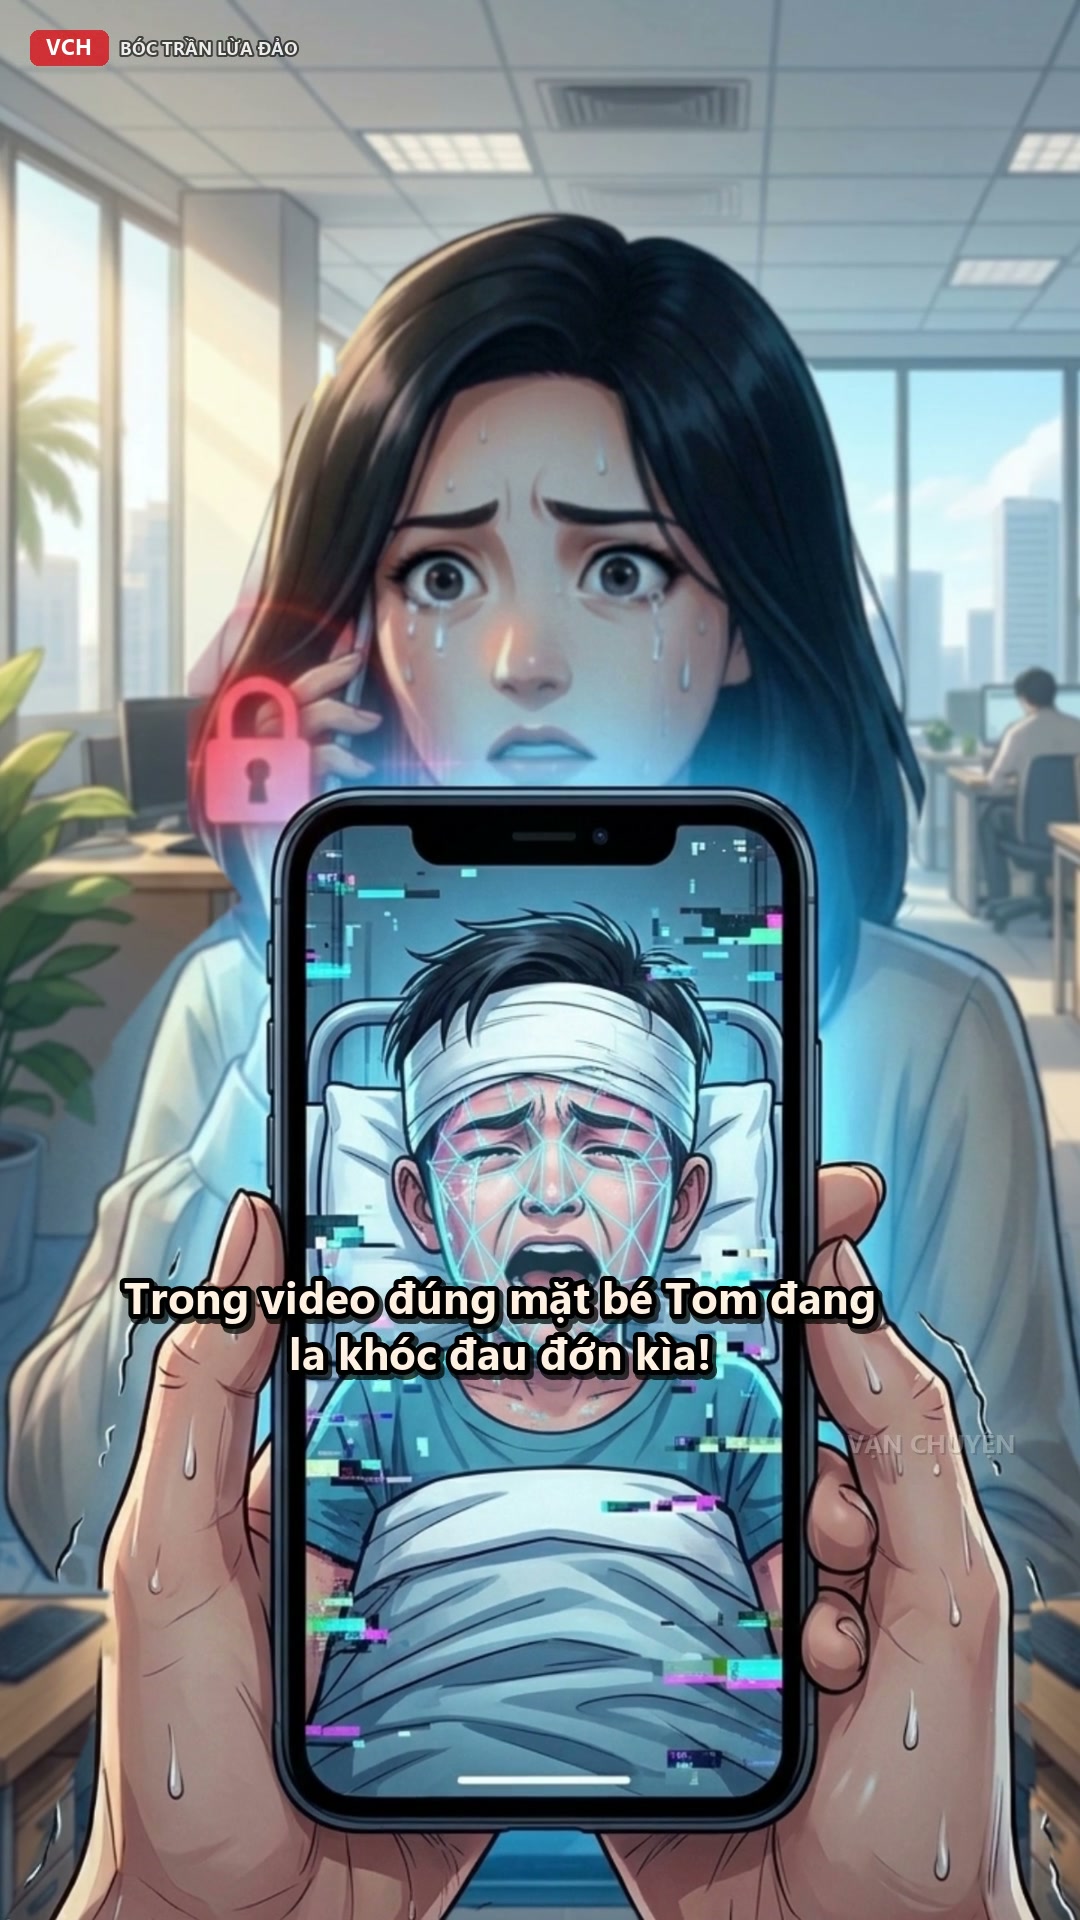 VCH BÓC TRẦN LỪA ĐẢO
Trong video đúng mặt bé Tom đang
la khóc đau đớn kìa!
VẠN CHUYỆN